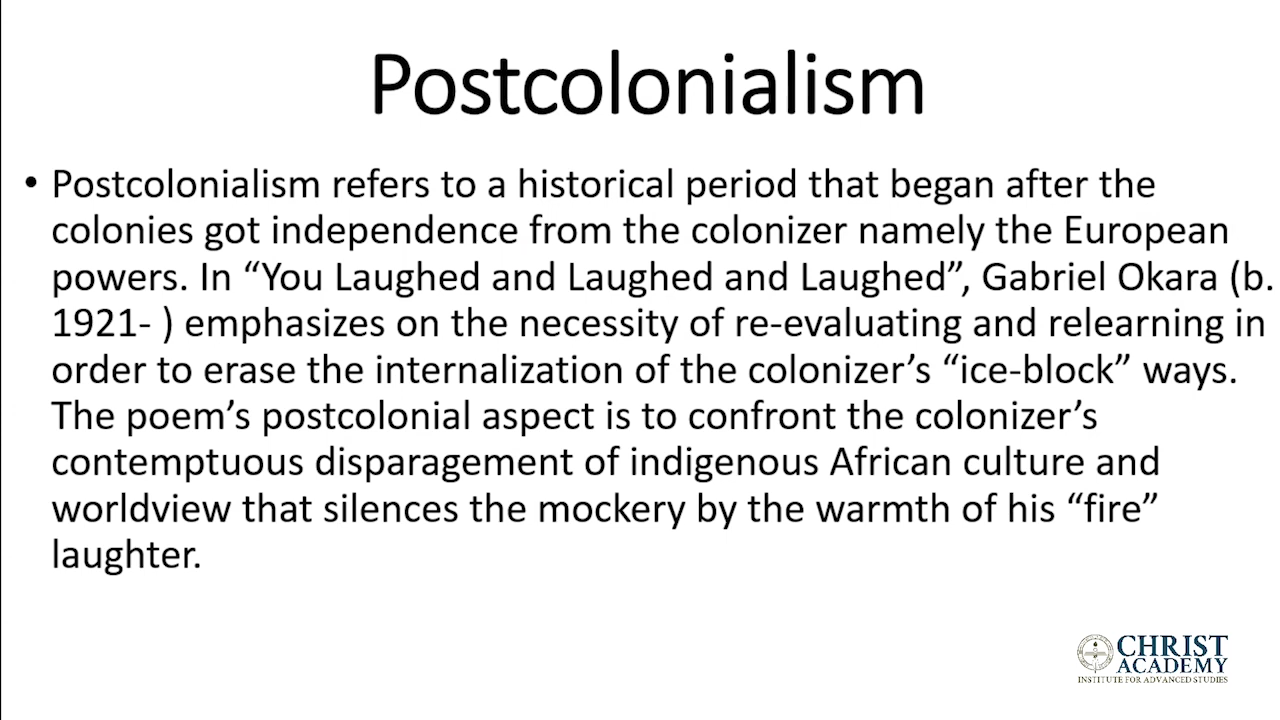 Postcolonialism
• Postcolonialism refers to a historical period that began after the
colonies got independence from the colonizer namely the European
powers. In “You Laughed and Laughed and Laughed”, Gabriel Okara (b.
1921- ) emphasizes on the necessity of re-evaluating and relearning in
order to erase the internalization of the colonizer’s “ice-block” ways.
The poem’s postcolonial aspect is to confront the colonizer’s
contemptuous disparagement of indigenous African culture and
worldview that silences the mockery by the warmth of his “fire”
laughter.
CHRIST
ACADEMY
INSTITUTE FOR ADVANCED STUDIES